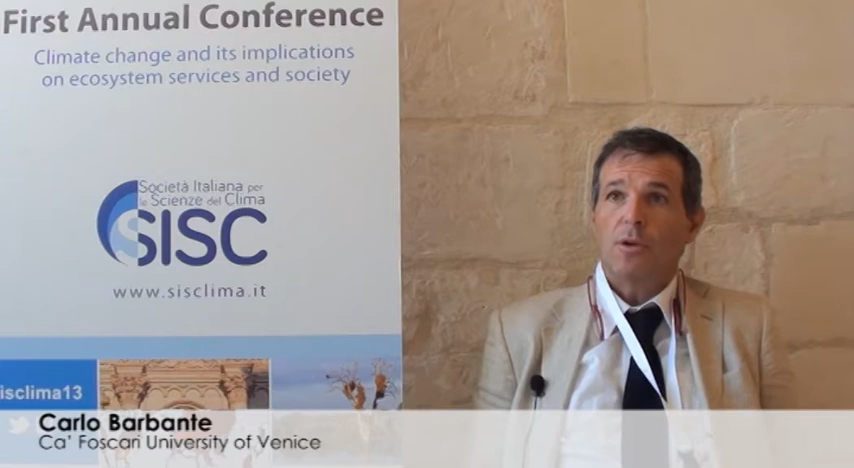 First Annual Conference
Climate change and its implications
on ecosystem services and society
Società Italiana per
le Scienze del Clima
SISC
www.sisclima.it
isclima13
Carlo Barbante
Ca' Foscari University of Venice